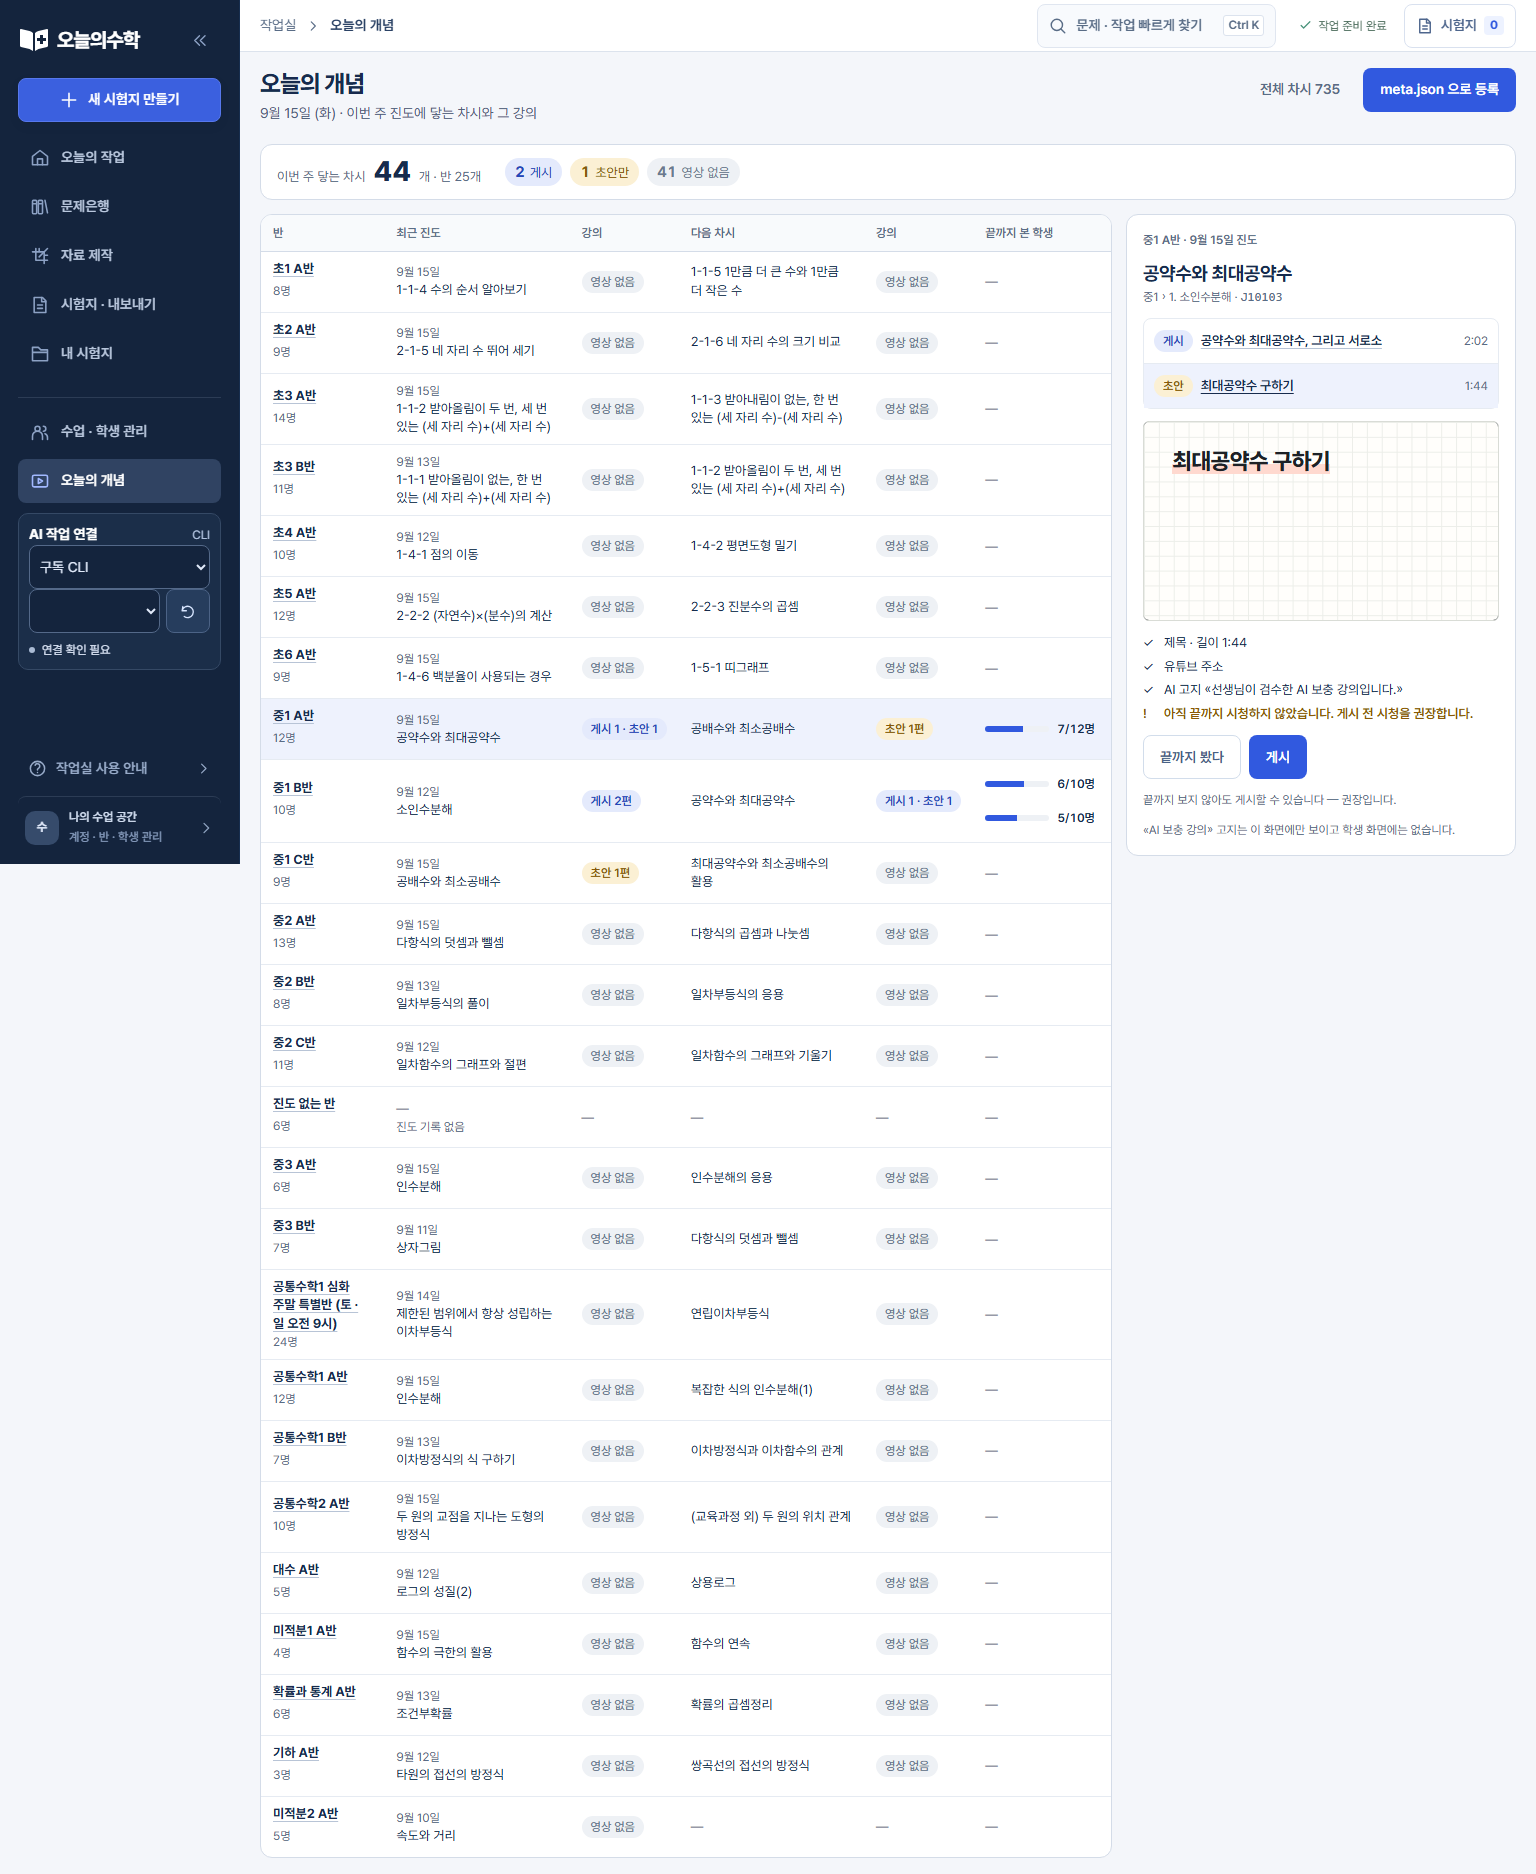 오늘의수학
새 시험지 만들기
오늘의 작업
문제은행
자료 제작
시험지 · 내보내기
내 시험지
수업 · 학생 관리
오늘의 개념
AI 작업 연결 CLI
구독 CLI
연결 확인 필요
작업실 사용 안내
수
나의 수업 공간
계정 · 반 · 학생 관리
작업실 > 오늘의 개념
문제 · 작업 빠르게 찾기 Ctrl K
작업 준비 완료
시험지 0
오늘의 개념
9월 15일 (화) · 이번 주 진도에 닿는 차시와 그 강의
전체 차시 735
meta.json 으로 등록
이번 주 닿는 차시 44 개 · 반 25개
2 게시
1 초안만
41 영상 없음
반 최근 진도 강의 다음 차시 강의 끝까지 본 학생
초1 A반
8명
9월 15일
1-1-4 수의 순서 알아보기
영상 없음
1-1-5 1만큼 더 큰 수와 1만큼
더 작은 수
영상 없음
—
초2 A반
9명
9월 15일
2-1-5 네 자리 수 뛰어 세기
영상 없음
2-1-6 네 자리 수의 크기 비교
영상 없음
—
초3 A반
14명
9월 15일
1-1-2 받아올림이 두 번, 세 번
있는 (세 자리 수)+(세 자리 수)
영상 없음
1-1-3 받아내림이 없는, 한 번
있는 (세 자리 수)-(세 자리 수)
영상 없음
—
초3 B반
11명
9월 13일
1-1-1 받아올림이 없는, 한 번
있는 (세 자리 수)+(세 자리 수)
영상 없음
1-1-2 받아올림이 두 번, 세 번
있는 (세 자리 수)+(세 자리 수)
영상 없음
—
초4 A반
10명
9월 12일
1-4-1 점의 이동
영상 없음
1-4-2 평면도형 밀기
영상 없음
—
초5 A반
12명
9월 15일
2-2-2 (자연수)×(분수)의 계산
영상 없음
2-2-3 진분수의 곱셈
영상 없음
—
초6 A반
9명
9월 15일
1-4-6 백분율이 사용되는 경우
영상 없음
1-5-1 띠그래프
영상 없음
—
중1 A반
12명
9월 15일
공약수와 최대공약수
게시 1 · 초안 1
공배수와 최소공배수
초안 1편
7/12명
중1 B반
10명
9월 12일
소인수분해
게시 2편
공약수와 최대공약수
게시 1 · 초안 1
6/10명
5/10명
중1 C반
9명
9월 15일
공배수와 최소공배수
초안 1편
최대공약수와 최소공배수의
활용
영상 없음
—
중2 A반
13명
9월 15일
다항식의 덧셈과 뺄셈
영상 없음
다항식의 곱셈과 나눗셈
영상 없음
—
중2 B반
8명
9월 13일
일차부등식의 풀이
영상 없음
일차부등식의 응용
영상 없음
—
중2 C반
11명
9월 12일
일차함수의 그래프와 절편
영상 없음
일차함수의 그래프와 기울기
영상 없음
—
진도 없는 반
6명
—
진도 기록 없음
—
—
—
—
중3 A반
6명
9월 15일
인수분해
영상 없음
인수분해의 응용
영상 없음
—
중3 B반
7명
9월 11일
상자그림
영상 없음
다항식의 덧셈과 뺄셈
영상 없음
—
공통수학1 심화
주말 특별반 (토 ·
일 오전 9시)
24명
9월 14일
제한된 범위에서 항상 성립하는
이차부등식
영상 없음
연립이차부등식
영상 없음
—
공통수학1 A반
12명
9월 15일
인수분해
영상 없음
복잡한 식의 인수분해(1)
영상 없음
—
공통수학1 B반
7명
9월 13일
이차방정식의 식 구하기
영상 없음
이차방정식과 이차함수의 관계
영상 없음
—
공통수학2 A반
10명
9월 15일
두 원의 교점을 지나는 도형의
방정식
영상 없음
(교육과정 외) 두 원의 위치 관계
영상 없음
—
대수 A반
5명
9월 12일
로그의 성질(2)
영상 없음
상용로그
영상 없음
—
미적분1 A반
4명
9월 15일
함수의 극한의 활용
영상 없음
함수의 연속
영상 없음
—
확률과 통계 A반
6명
9월 13일
조건부확률
영상 없음
확률의 곱셈정리
영상 없음
—
기하 A반
3명
9월 12일
타원의 접선의 방정식
영상 없음
쌍곡선의 접선의 방정식
영상 없음
—
미적분2 A반
5명
9월 10일
속도와 거리
영상 없음
—
—
—
중1 A반 · 9월 15일 진도
공약수와 최대공약수
중1 › 1. 소인수분해 · J10103
게시 공약수와 최대공약수, 그리고 서로소 2:02
초안 최대공약수 구하기 1:44
최대공약수 구하기
제목 · 길이 1:44
유튜브 주소
AI 고지 «선생님이 검수한 AI 보충 강의입니다.»
! 아직 끝까지 시청하지 않았습니다. 게시 전 시청을 권장합니다.
끝까지 봤다
게시
끝까지 보지 않아도 게시할 수 있습니다 — 권장입니다.
«AI 보충 강의» 고지는 이 화면에만 보이고 학생 화면에는 없습니다.